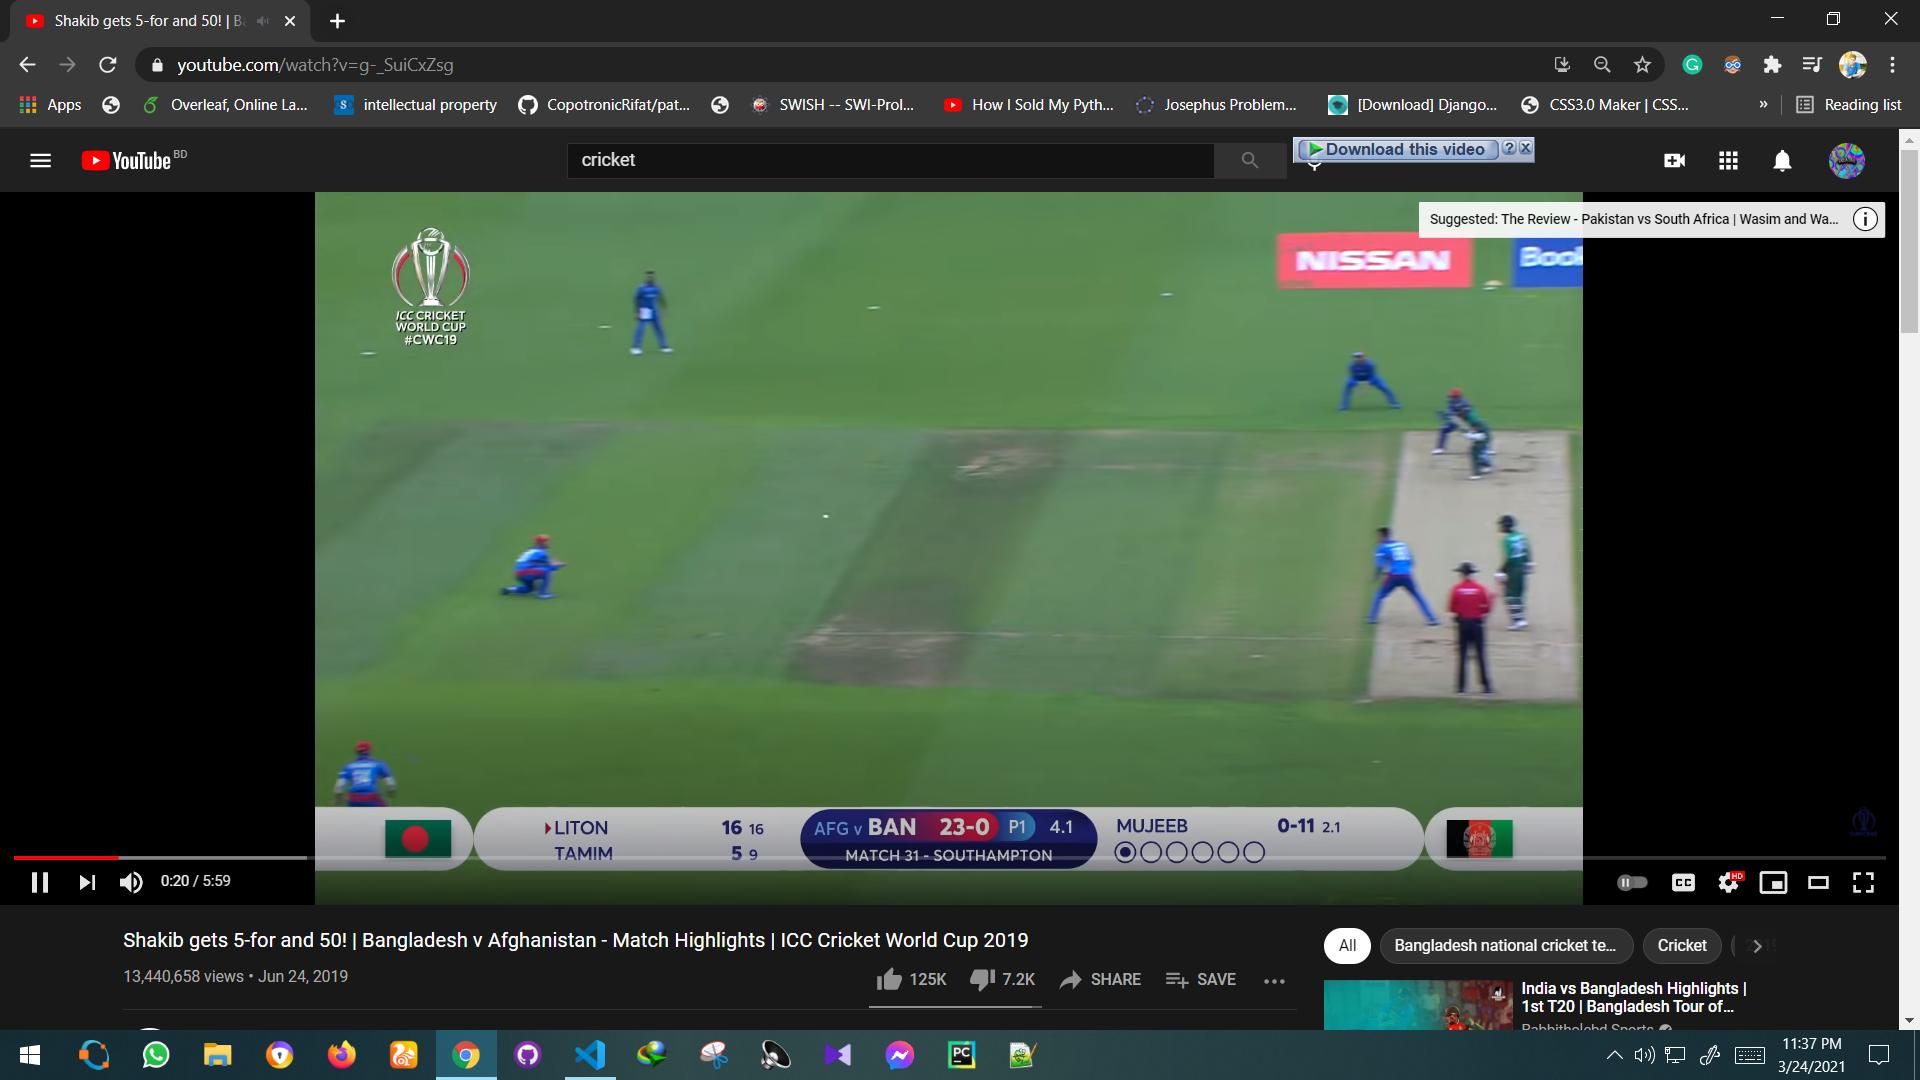 Shakib gets 5-for and 50! | B
youtube.com/watch?v=g-_SuiCxZsg
Apps
Overleaf, Online La...
intellectual property
CopotronicRifat/pat...
SWISH -- SWI-Prol...
How I Sold My Pyth...
Josephus Problem...
[Download] Django...
CSS3.0 Maker | CSS...
Reading list
YouTube BD
cricket
Download this video
Suggested: The Review - Pakistan vs South Africa | Wasim and Wa...
NISSAN
Book
ICC CRICKET
WORLD CUP
#CWC19
LITON 16 16
TAMIM 5 9
AFG v BAN 23-0 P1 4.1
MATCH 31 - SOUTHAMPTON
MUJEEB 0-11 2.1
0:20 / 5:59
CC
HD
Shakib gets 5-for and 50! | Bangladesh v Afghanistan - Match Highlights | ICC Cricket World Cup 2019
13,440,658 views • Jun 24, 2019
125K
7.2K
SHARE
SAVE
All
Bangladesh national cricket te...
Cricket
India vs Bangladesh Highlights |
1st T20 | Bangladesh Tour of...
Rabbitholebd Sports
PC
11:37 PM
3/24/2021